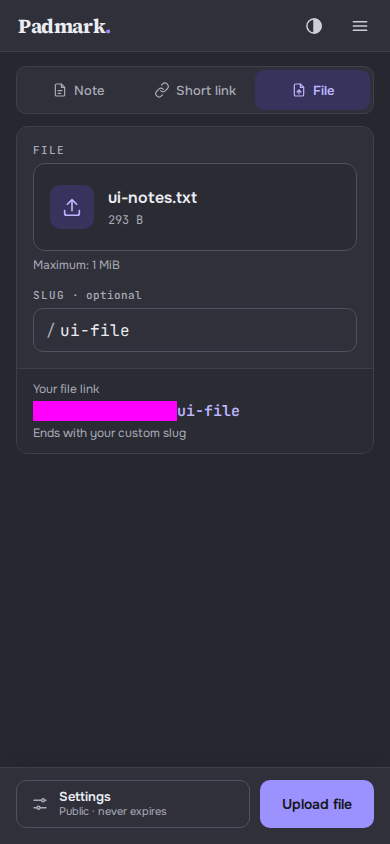 Padmark.
Note
Short link
File
FILE
ui-notes.txt
293 B
Maximum: 1 MiB
SLUG · optional
/ ui-file
Your file link
ui-file
Ends with your custom slug
Settings
Public · never expires
Upload file